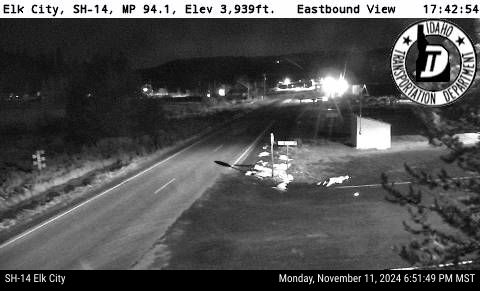 Elk City, SH-14, MP 94.1, Elev 3,939ft. Eastbound View 17:42:54
IDAHO
TRANSPORTATION DEPARTMENT
SH-14 Elk City Monday, November 11, 2024 6:51:49 PM MST